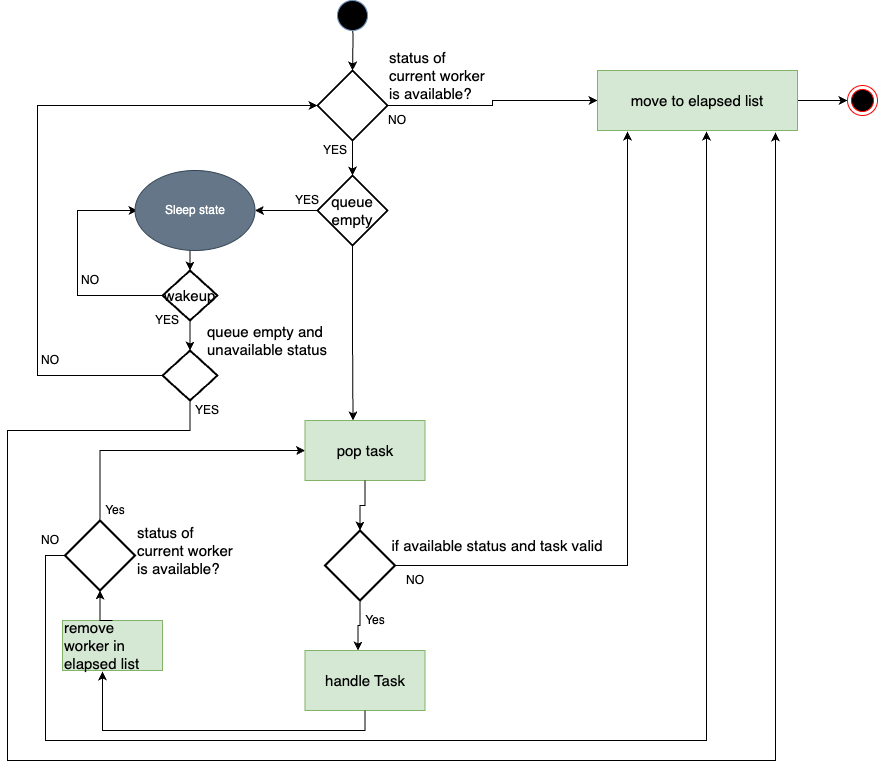 status of
current worker
is available?
move to elapsed list
NO
YES
YES
queue
empty
Sleep state
NO
wakeup
YES
queue empty and
unavailable status
NO
YES
pop task
Yes
status of
current worker
is available?
NO
if available status and task valid
NO
Yes
remove
worker in
elapsed list
handle Task